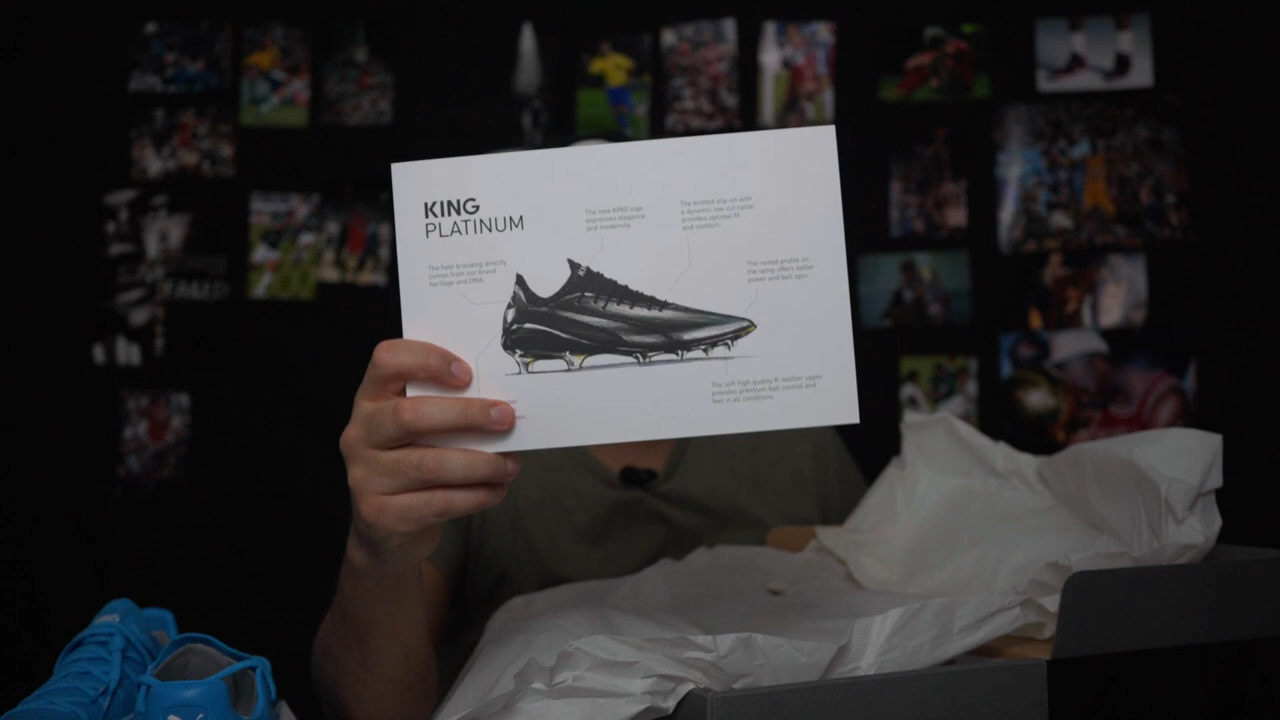 KING
PLATINUM
The new KING logo
expresses elegance
and modernity.
The knitted slip-on with
a dynamic low cut collar
provides optimal fit
and comfort.
The heel branding directly
comes from our brand
heritage and DNA.
The raised profile on
the vamp offers better
power and ball spin.
The soft high quality K-leather upper
provides premium ball control and
feel in all conditions.